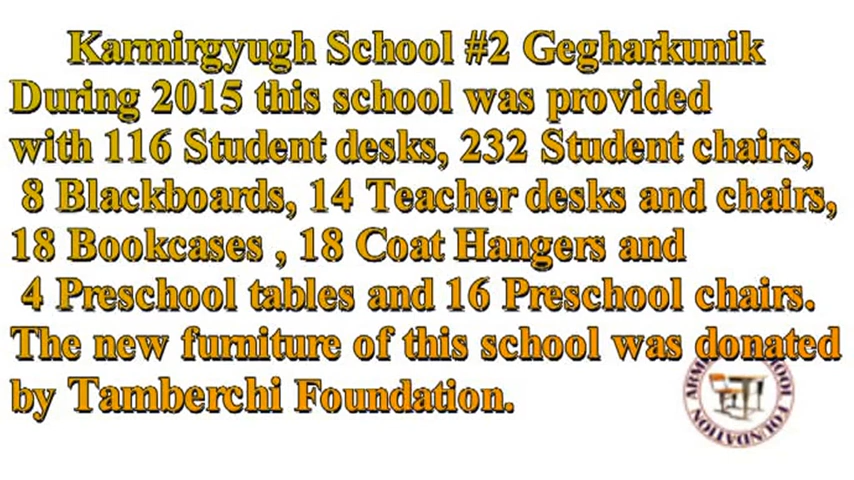 Karmirgyugh School #2 Gegharkunik
During 2015 this school was provided
with 116 Student desks, 232 Student chairs,
8 Blackboards, 14 Teacher desks and chairs,
18 Bookcases , 18 Coat Hangers and
4 Preschool tables and 16 Preschool chairs.
The new furniture of this school was donated
by Tamberchi Foundation.
FOUNDATION